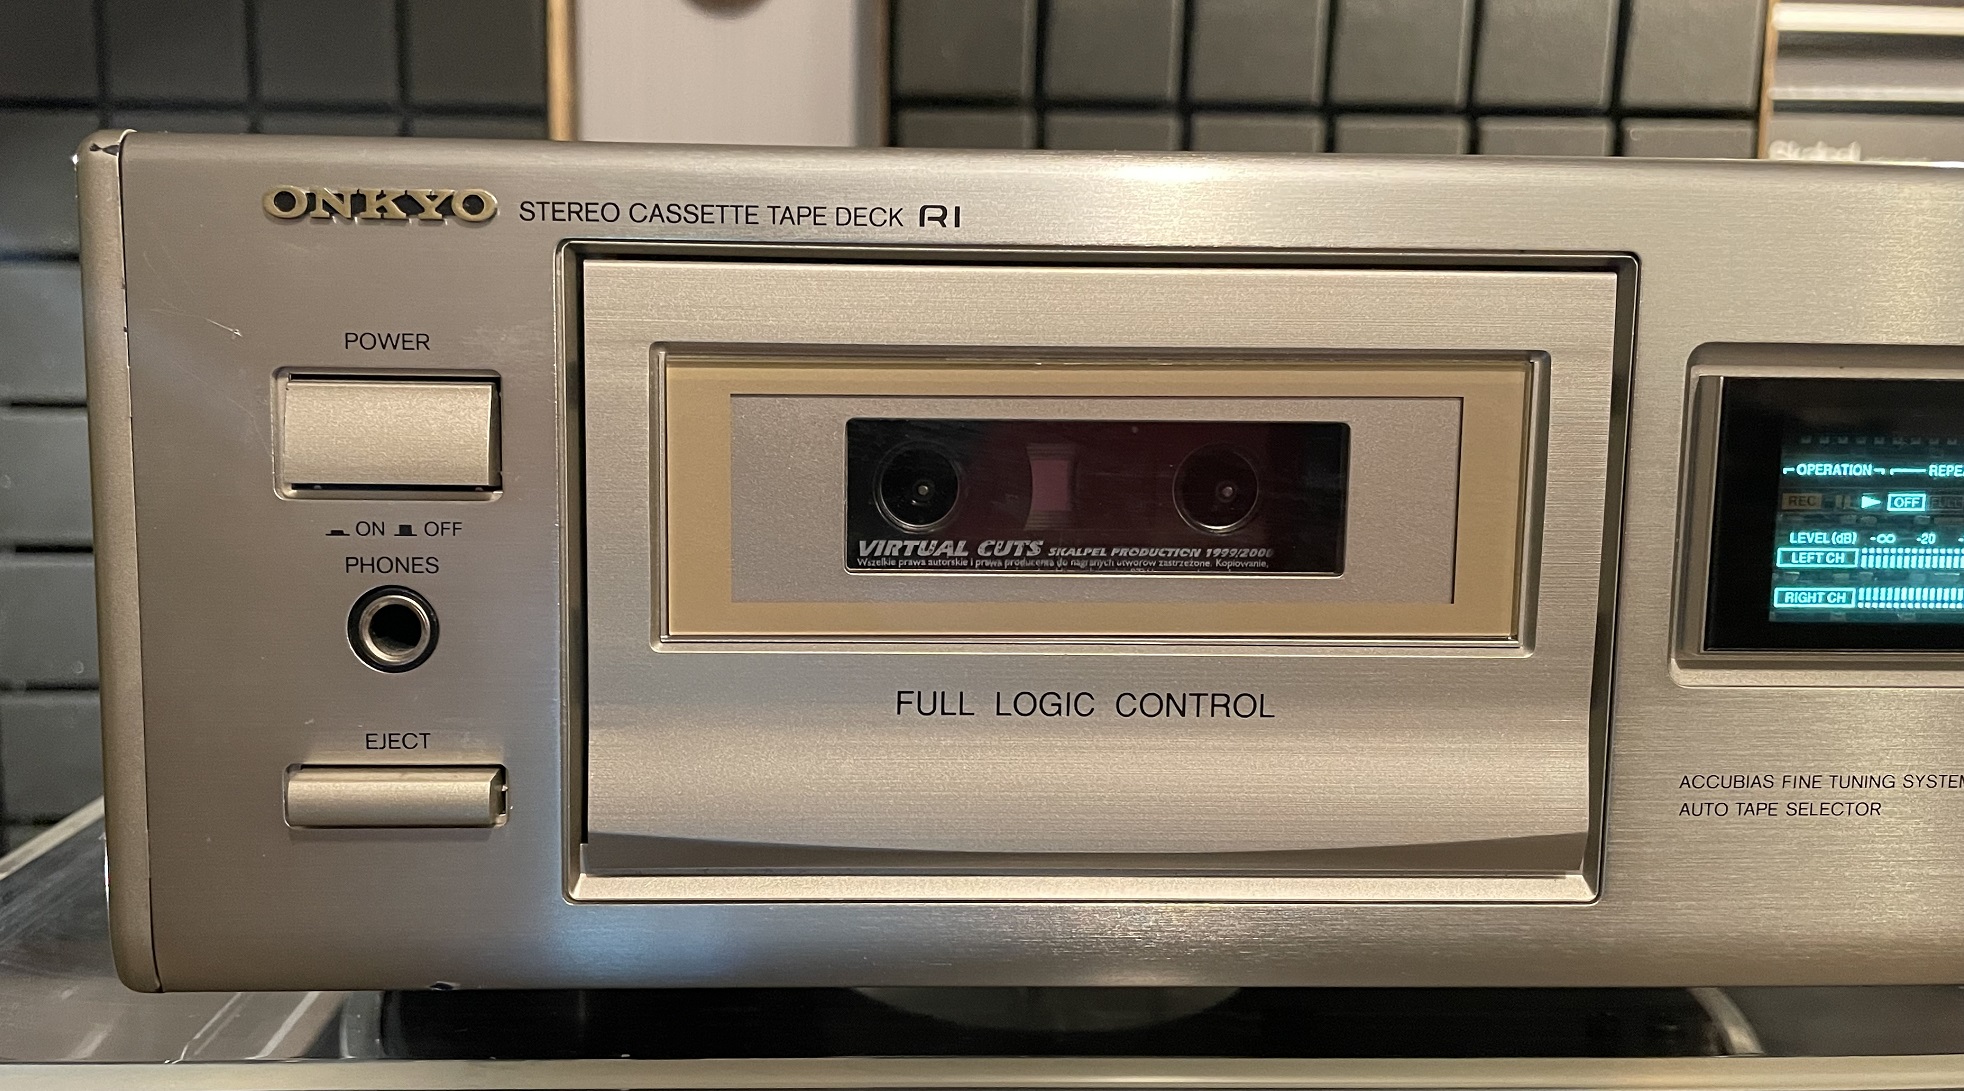 ONKYO STEREO CASSETTE TAPE DECK RI
POWER
ON OFF
PHONES
EJECT
VIRTUAL CUTS SKALPEL PRODUCTION 1999/2000
Wszelkie prawa autorskie i prawa producenta do nagranych utworów zastrzeżone. Kopiowanie,
FULL LOGIC CONTROL
OPERATION REPEA
REC OFF
LEVEL(dB) -∞ -20
LEFT CH
RIGHT CH
ACCUBIAS FINE TUNING SYSTEM
AUTO TAPE SELECTOR